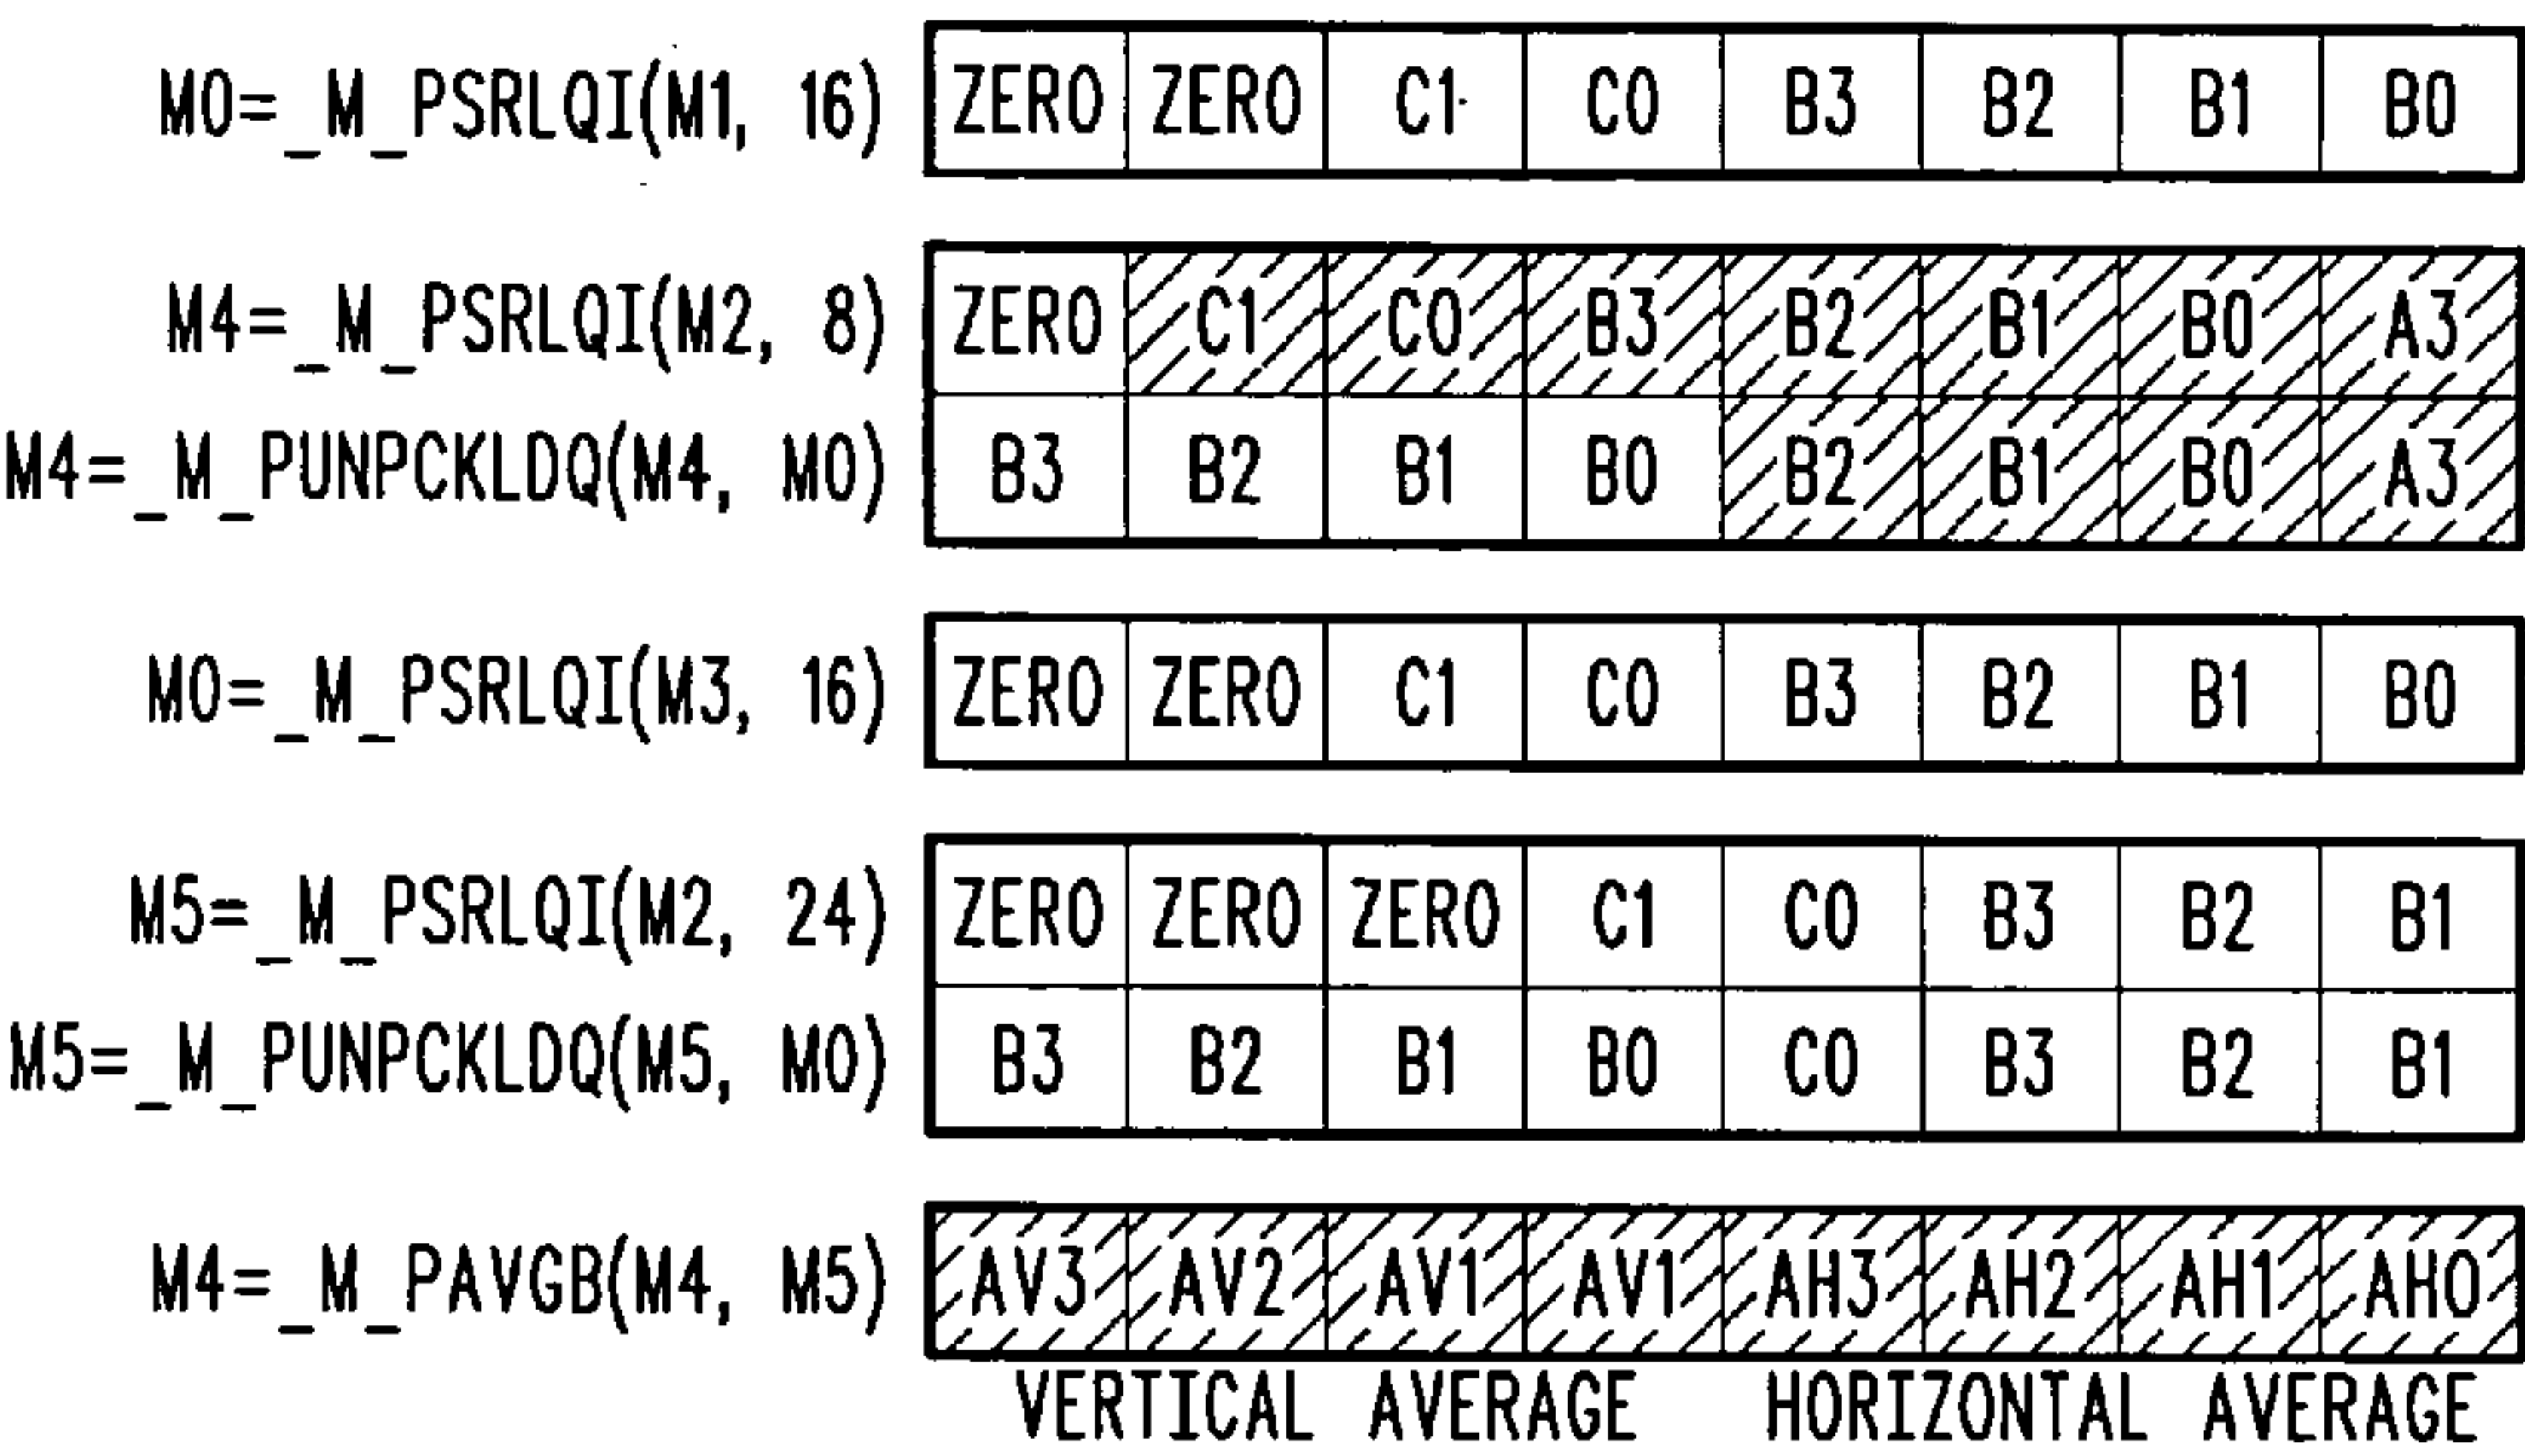 M0=_M_PSRLQI(M1, 16) ZERO ZERO C1 C0 B3 B2 B1 B0
M4=_M_PSRLQI(M2, 8) ZERO C1 C0 B3 B2 B1 B0 A3
M4=_M_PUNPCKLDQ(M4, M0) B3 B2 B1 B0 B2 B1 B0 A3
M0=_M_PSRLQI(M3, 16) ZERO ZERO C1 C0 B3 B2 B1 B0
M5=_M_PSRLQI(M2, 24) ZERO ZERO ZERO C1 C0 B3 B2 B1
M5=_M_PUNPCKLDQ(M5, M0) B3 B2 B1 B0 C0 B3 B2 B1
M4=_M_PAVGB(M4, M5) AV3 AV2 AV1 AV1 AH3 AH2 AH1 AH0
VERTICAL AVERAGE HORIZONTAL AVERAGE